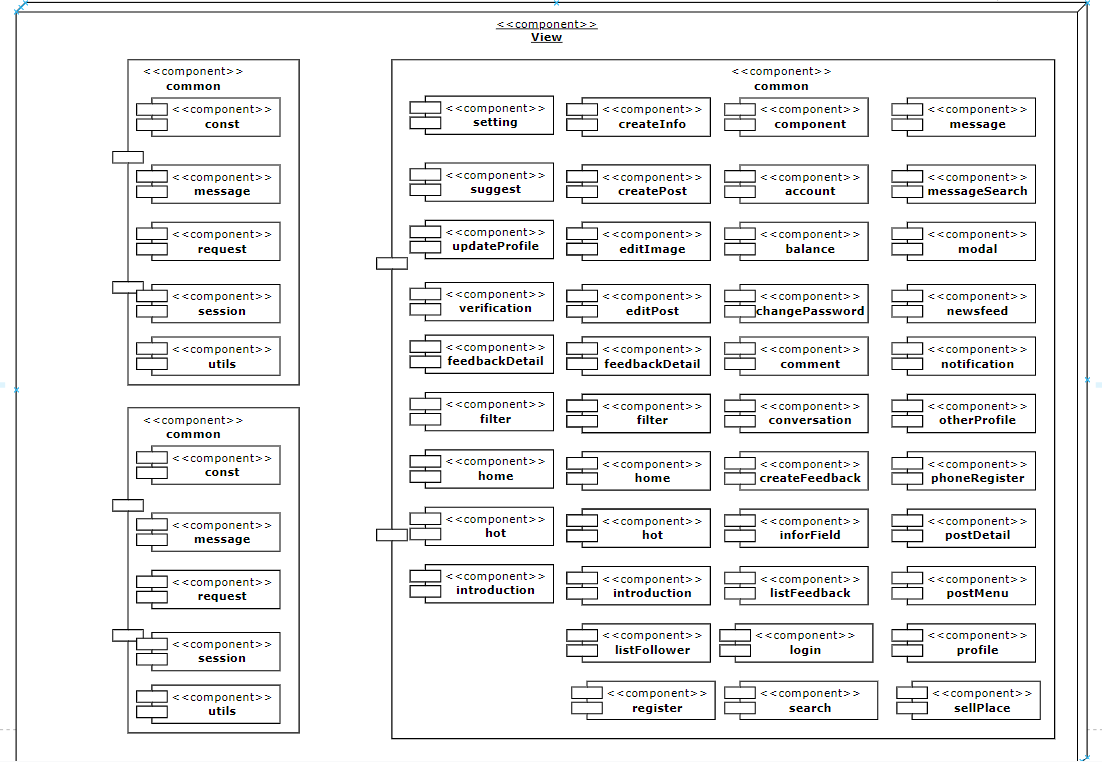 <<component>>
View
<<component>>
common
<<component>>
const
<<component>>
message
<<component>>
request
<<component>>
session
<<component>>
utils
<<component>>
common
<<component>>
const
<<component>>
message
<<component>>
request
<<component>>
session
<<component>>
utils
<<component>>
common
<<component>>
setting
<<component>>
createInfo
<<component>>
component
<<component>>
message
<<component>>
suggest
<<component>>
createPost
<<component>>
account
<<component>>
messageSearch
<<component>>
updateProfile
<<component>>
editImage
<<component>>
balance
<<component>>
modal
<<component>>
verification
<<component>>
editPost
<<component>>
changePassword
<<component>>
newsfeed
<<component>>
feedbackDetail
<<component>>
feedbackDetail
<<component>>
comment
<<component>>
notification
<<component>>
filter
<<component>>
filter
<<component>>
conversation
<<component>>
otherProfile
<<component>>
home
<<component>>
home
<<component>>
createFeedback
<<component>>
phoneRegister
<<component>>
hot
<<component>>
hot
<<component>>
inforField
<<component>>
postDetail
<<component>>
introduction
<<component>>
introduction
<<component>>
listFeedback
<<component>>
postMenu
<<component>>
listFollower
<<component>>
login
<<component>>
profile
<<component>>
register
<<component>>
search
<<component>>
sellPlace